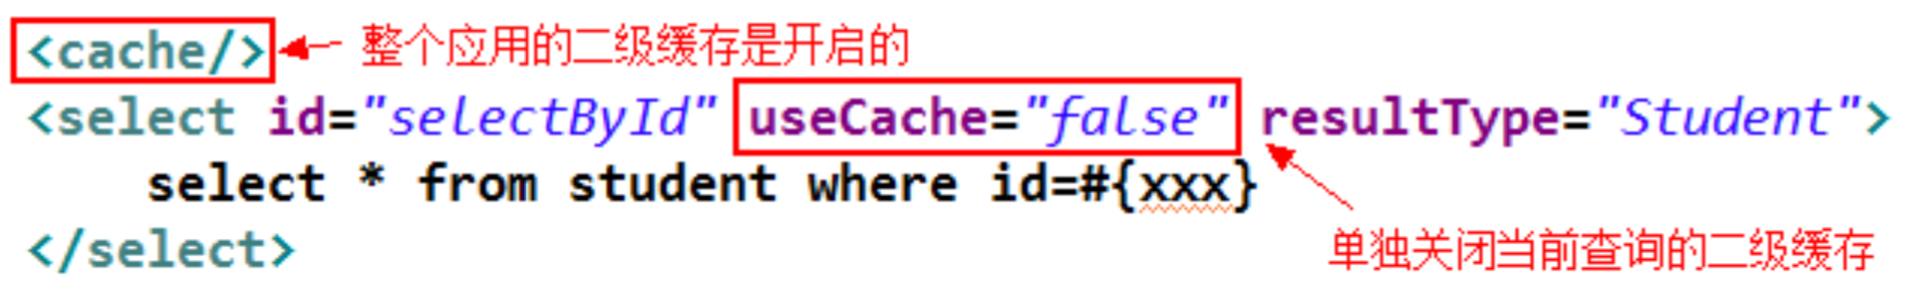 <cache/> 整个应用的二级缓存是开启的
<select id="selectById" useCache="false" resultType="Student">
select * from student where id=#{xxx}
</select>
单独关闭当前查询的二级缓存